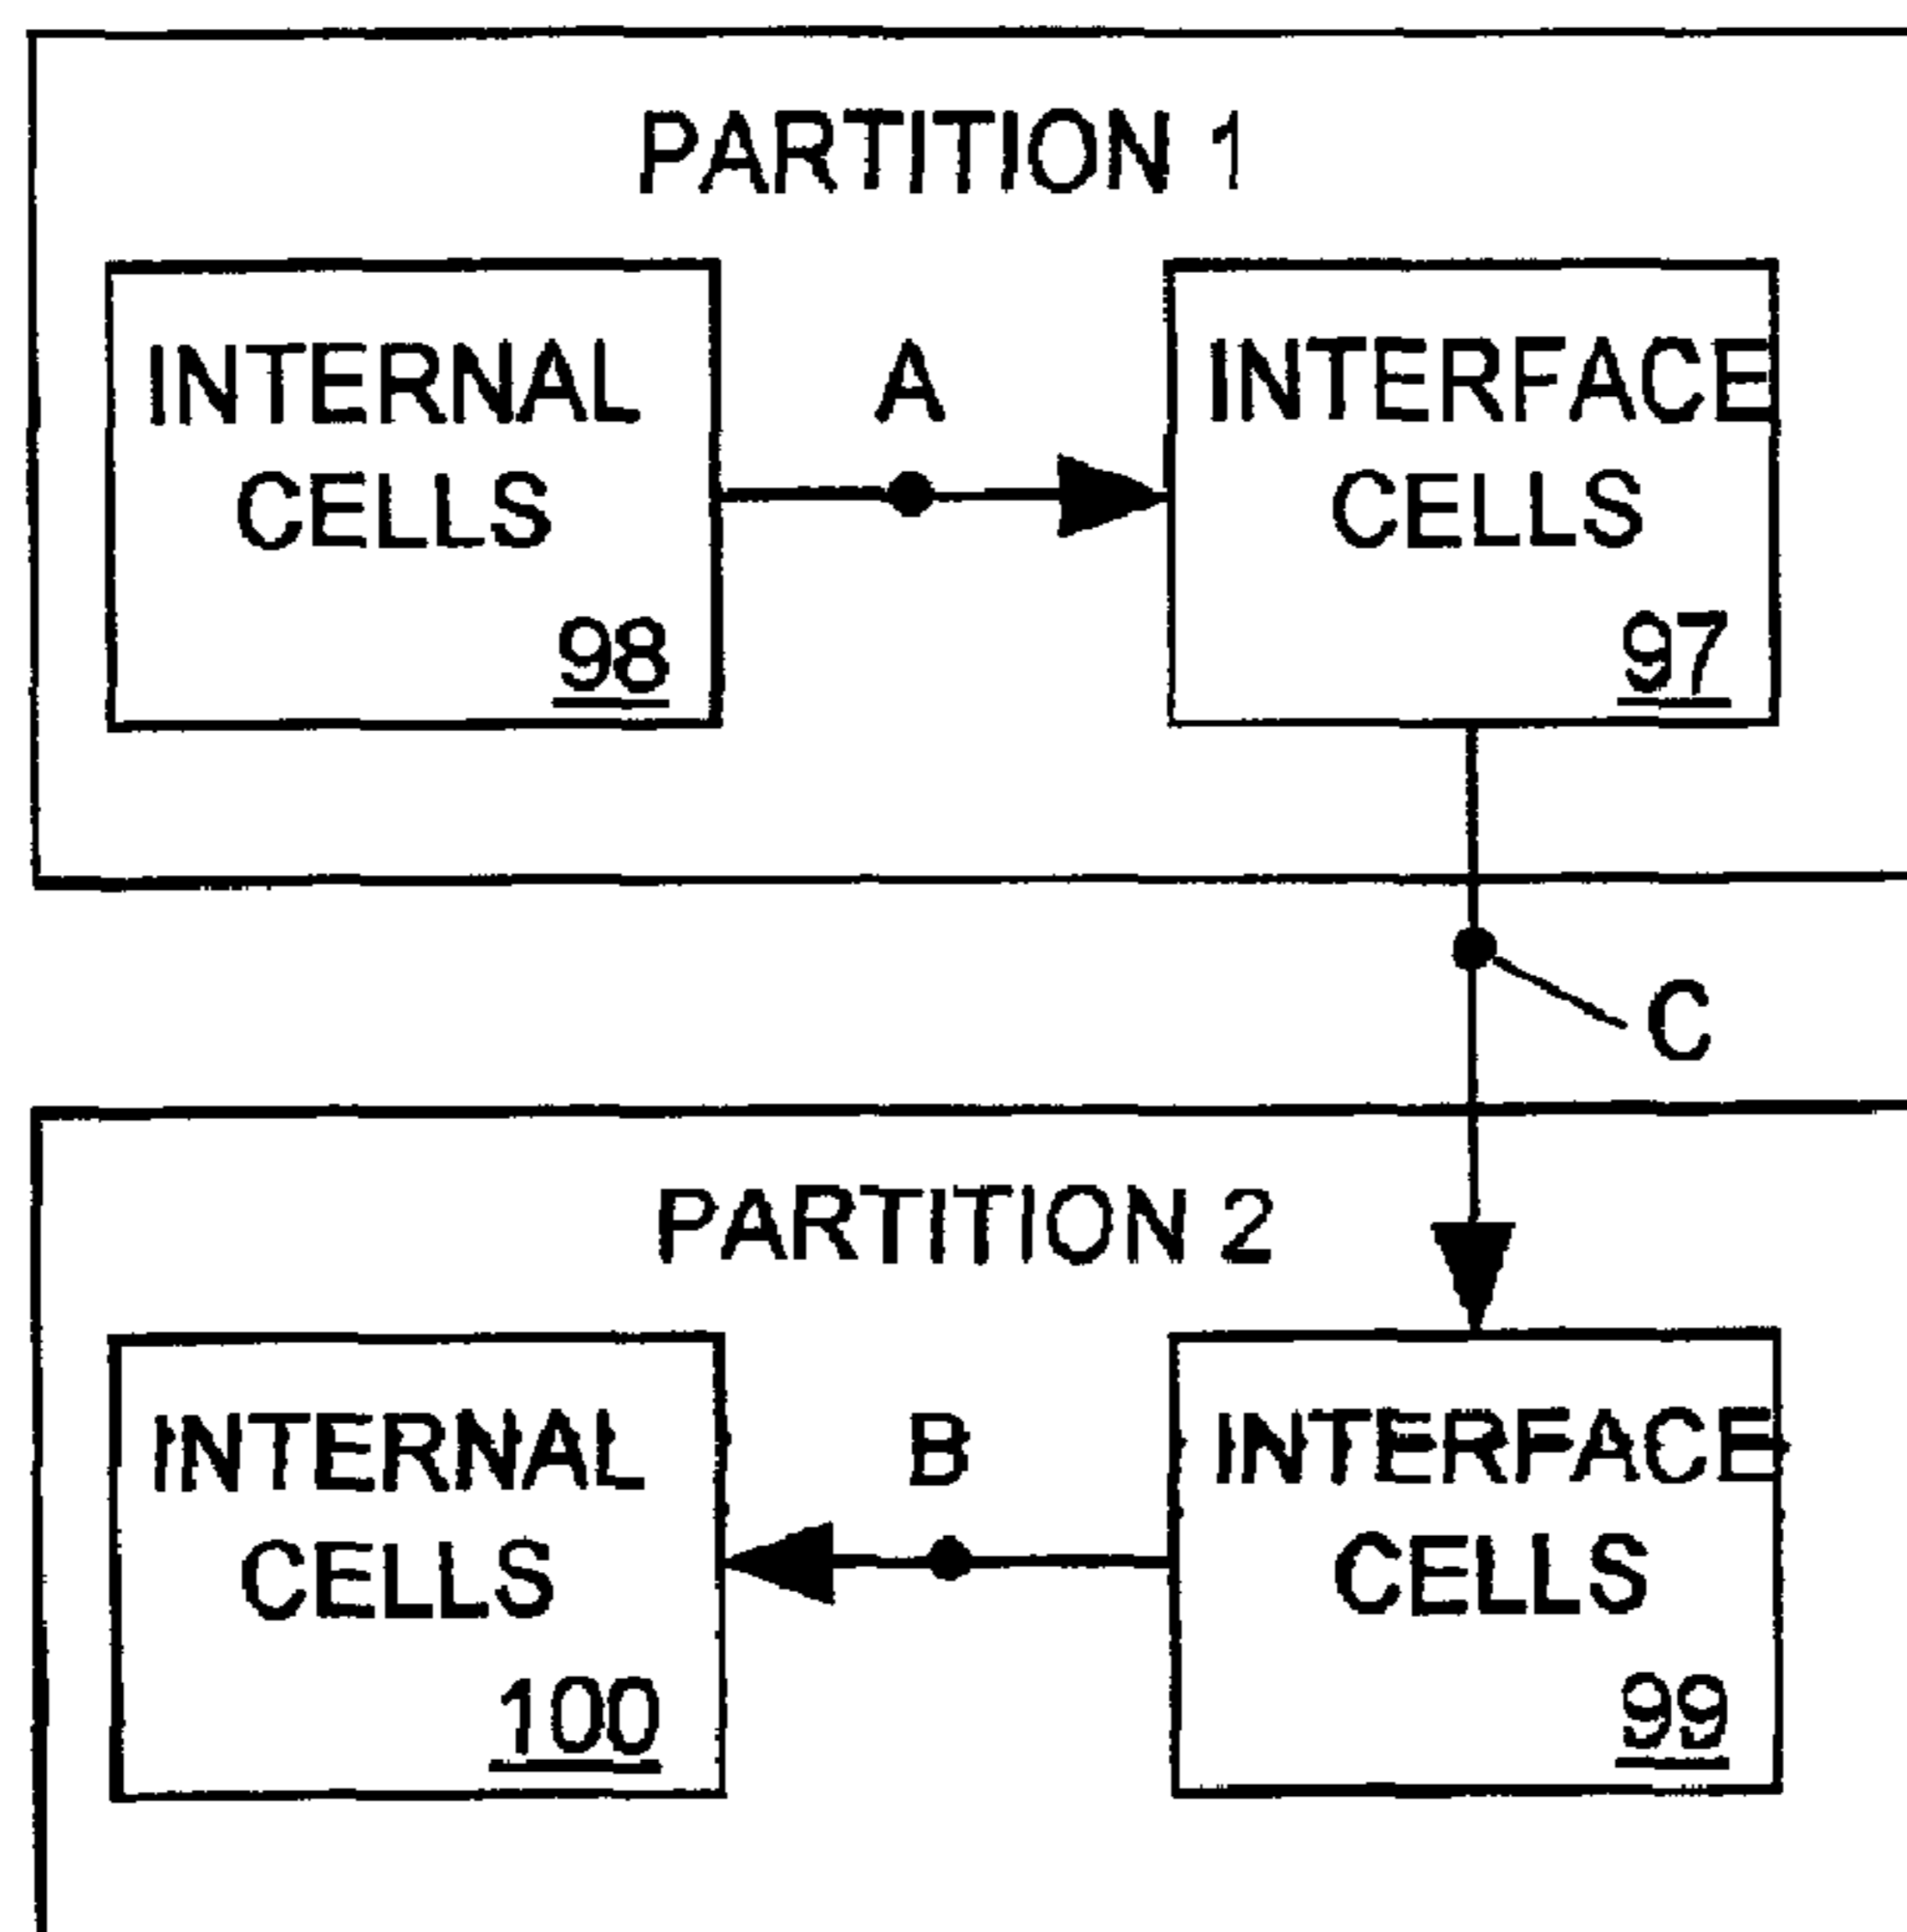 PARTITION 1
INTERNAL
CELLS
98
A
INTERFACE
CELLS
97
C
PARTITION 2
INTERNAL
CELLS
100
B
INTERFACE
CELLS
99